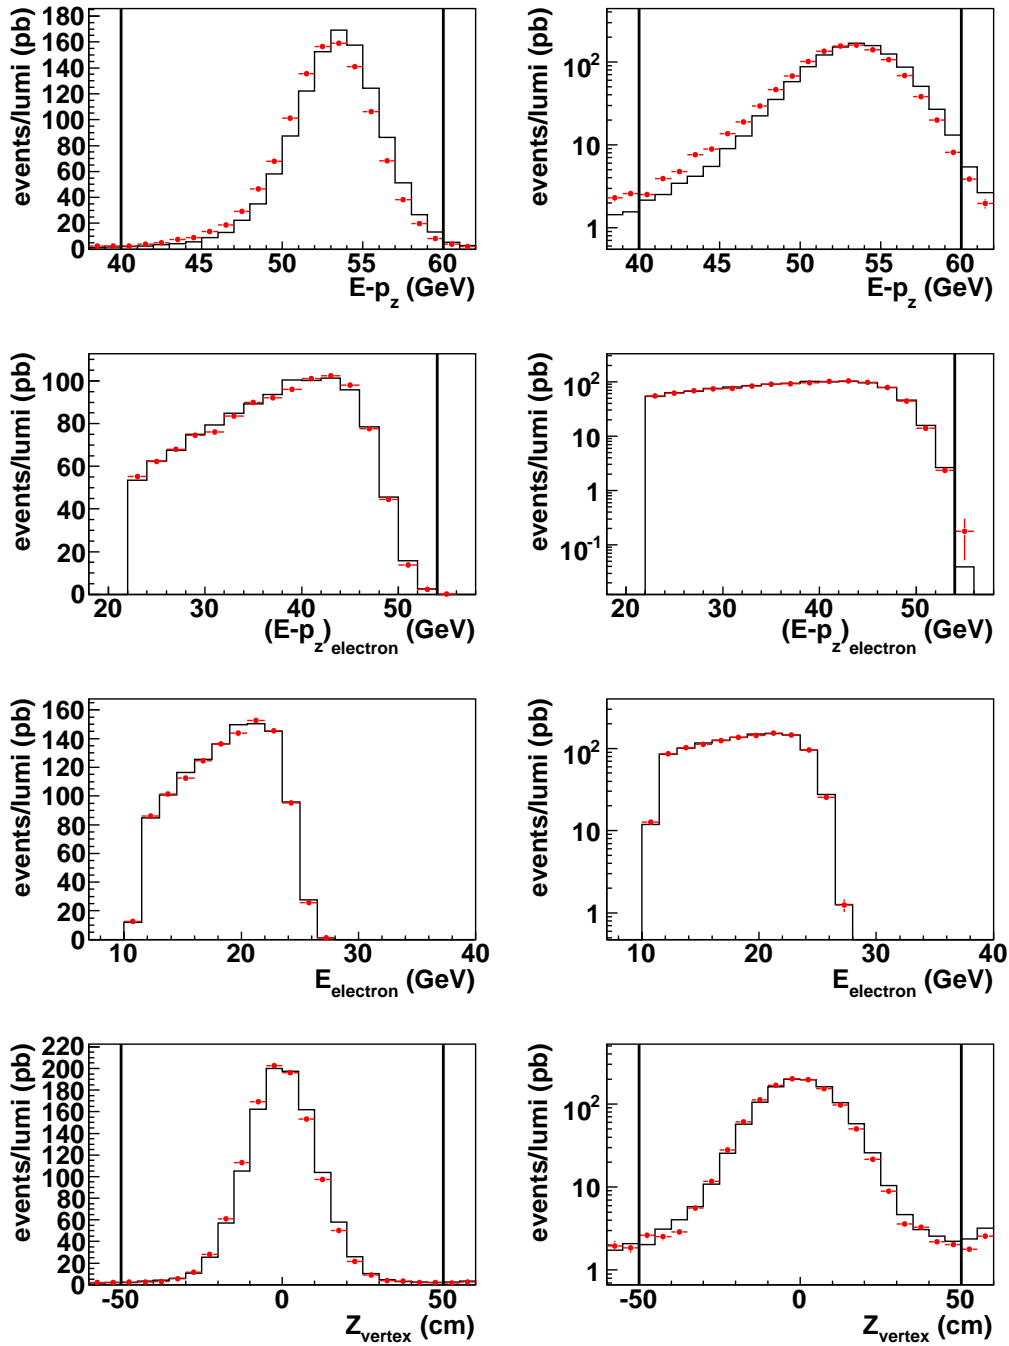 events/lumi (pb)
180
160
140
120
100
80
60
40
20
0
40 45 50 55 60
E-p_z (GeV)
events/lumi (pb)
10^2
10
1
40 45 50 55 60
E-p_z (GeV)
events/lumi (pb)
100
80
60
40
20
0
20 30 40 50
(E-p_z)_electron (GeV)
events/lumi (pb)
10^2
10
1
10^-1
20 30 40 50
(E-p_z)_electron (GeV)
events/lumi (pb)
160
140
120
100
80
60
40
20
0
10 20 30 40
E_electron (GeV)
events/lumi (pb)
10^2
10
1
10 20 30 40
E_electron (GeV)
events/lumi (pb)
220
200
180
160
140
120
100
80
60
40
20
0
-50 0 50
Z_vertex (cm)
events/lumi (pb)
10^2
10
1
-50 0 50
Z_vertex (cm)